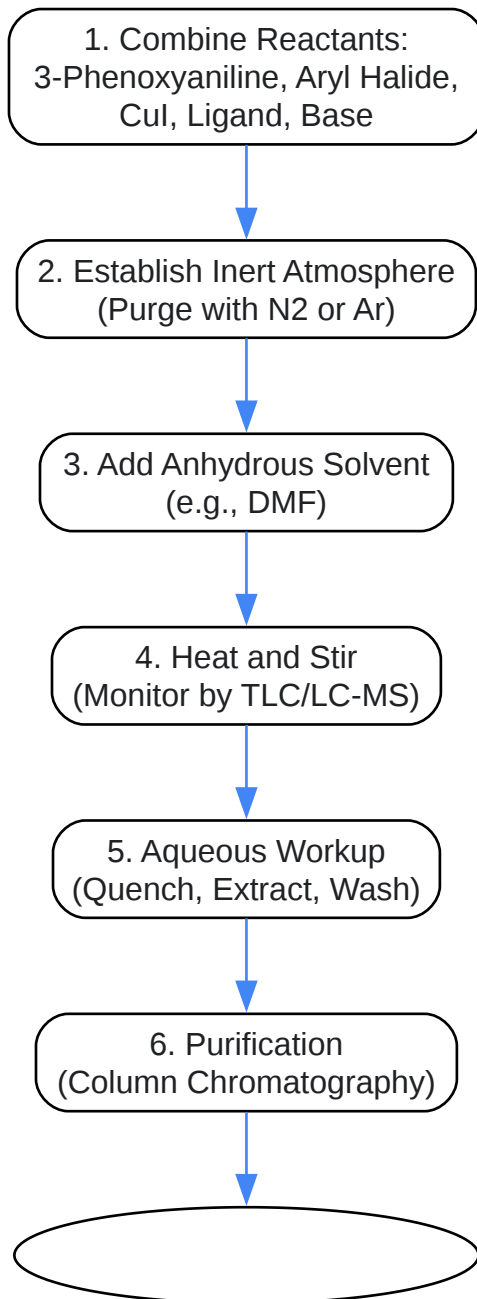 1. Combine Reactants:
3-Phenoxyaniline, Aryl Halide,
CuI, Ligand, Base
2. Establish Inert Atmosphere
(Purge with N2 or Ar)
3. Add Anhydrous Solvent
(e.g., DMF)
4. Heat and Stir
(Monitor by TLC/LC-MS)
5. Aqueous Workup
(Quench, Extract, Wash)
6. Purification
(Column Chromatography)